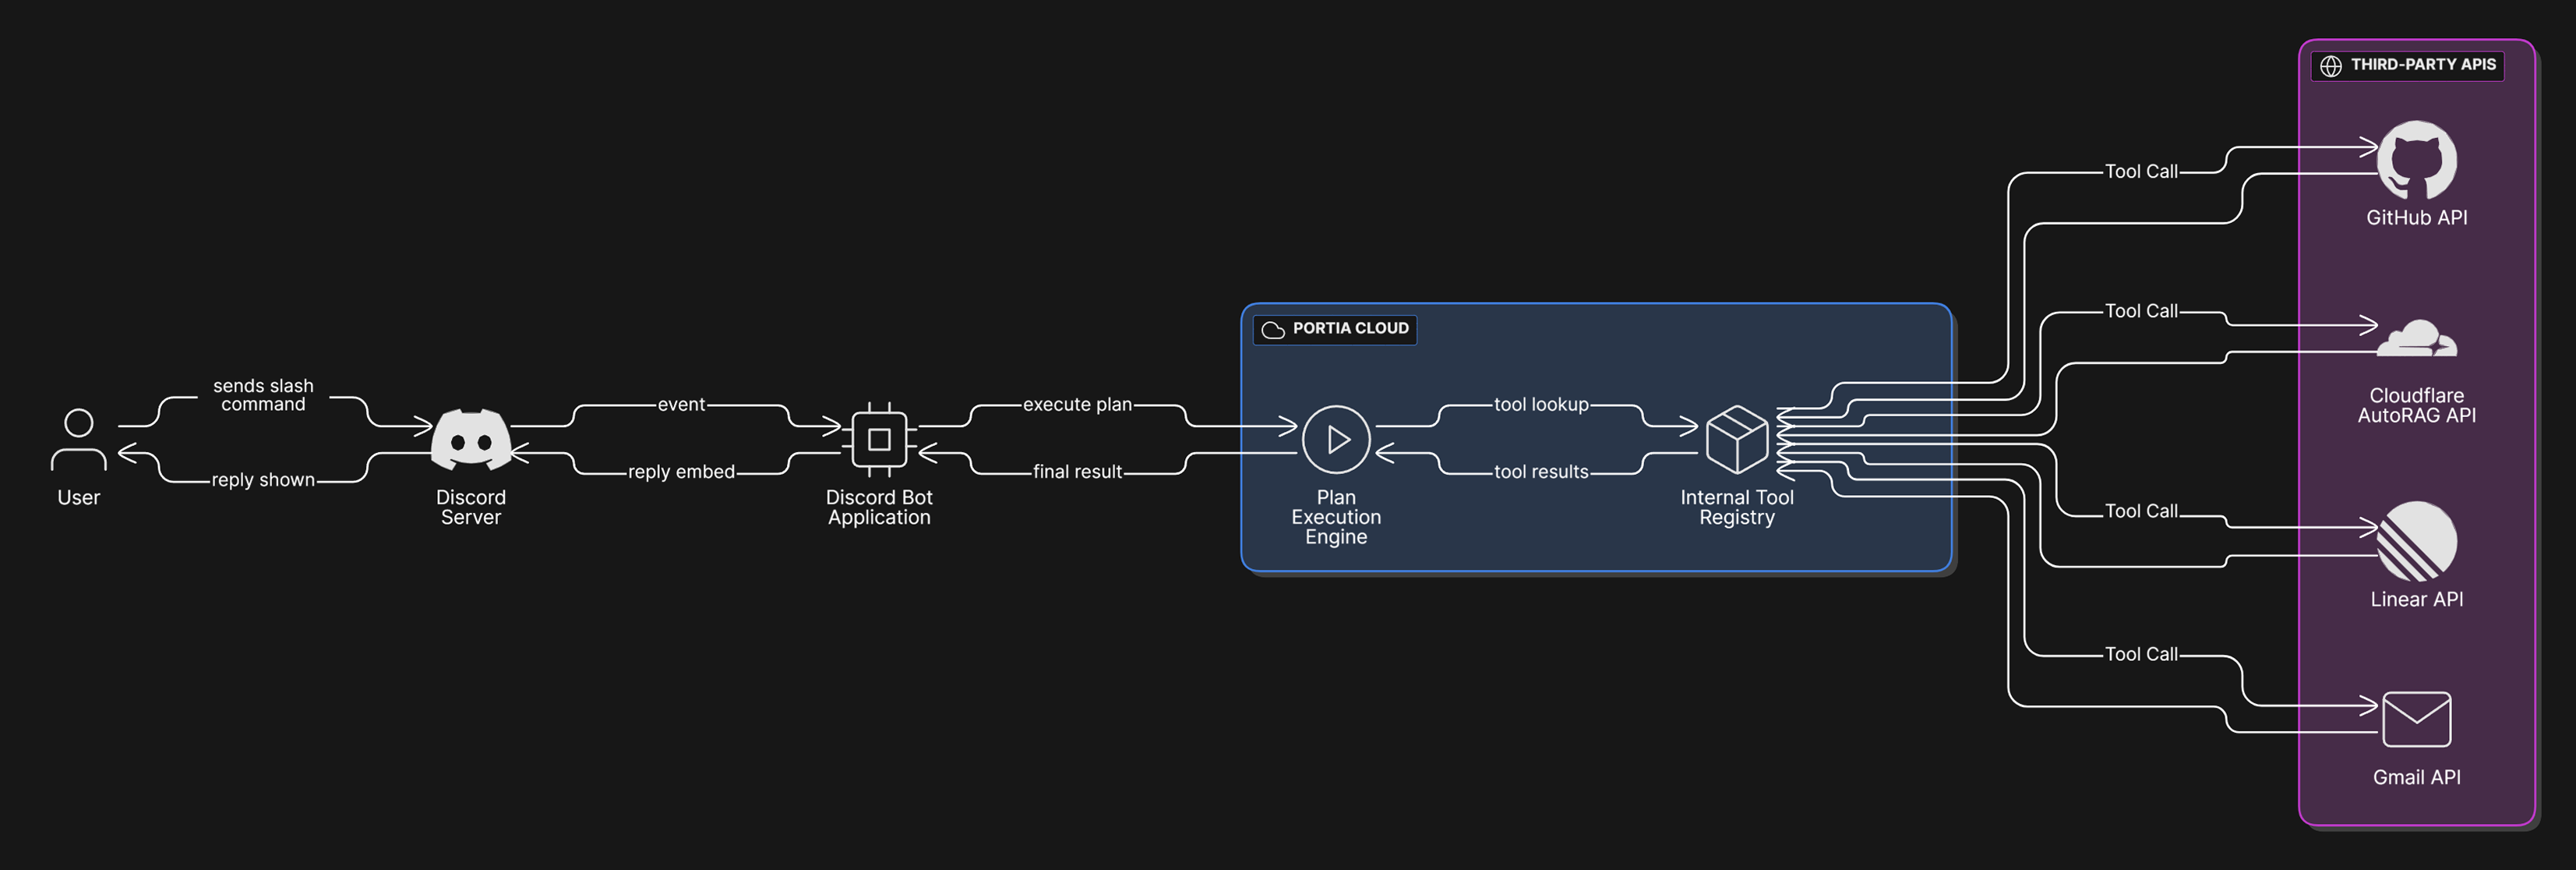 THIRD-PARTY APIS
Tool Call
GitHub API
Tool Call
PORTIA CLOUD
sends slash
command
event
execute plan
tool lookup
Cloudflare
AutoRAG API
reply shown
reply embed
final result
tool results
User
Discord
Server
Discord Bot
Application
Plan
Execution
Engine
Internal Tool
Registry
Tool Call
Linear API
Tool Call
Gmail API